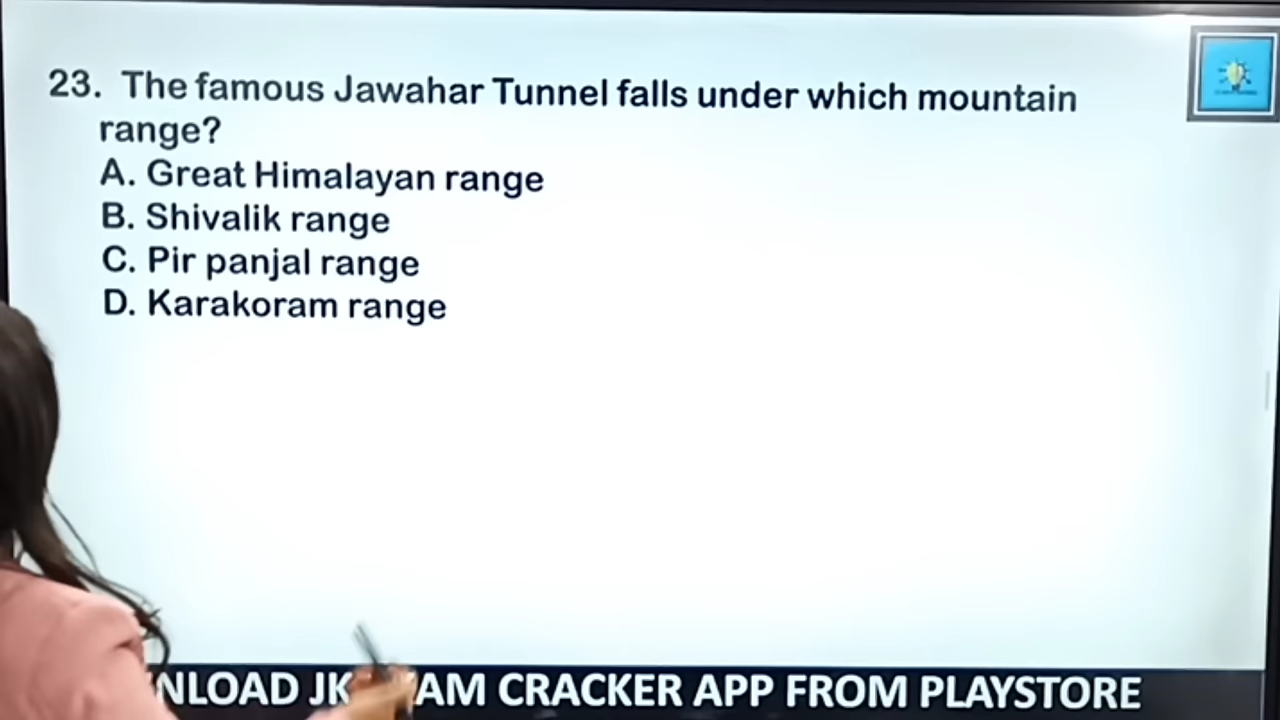 23. The famous Jawahar Tunnel falls under which mountain
range?
A. Great Himalayan range
B. Shivalik range
C. Pir panjal range
D. Karakoram range
NLOAD JK AM CRACKER APP FROM PLAYSTORE